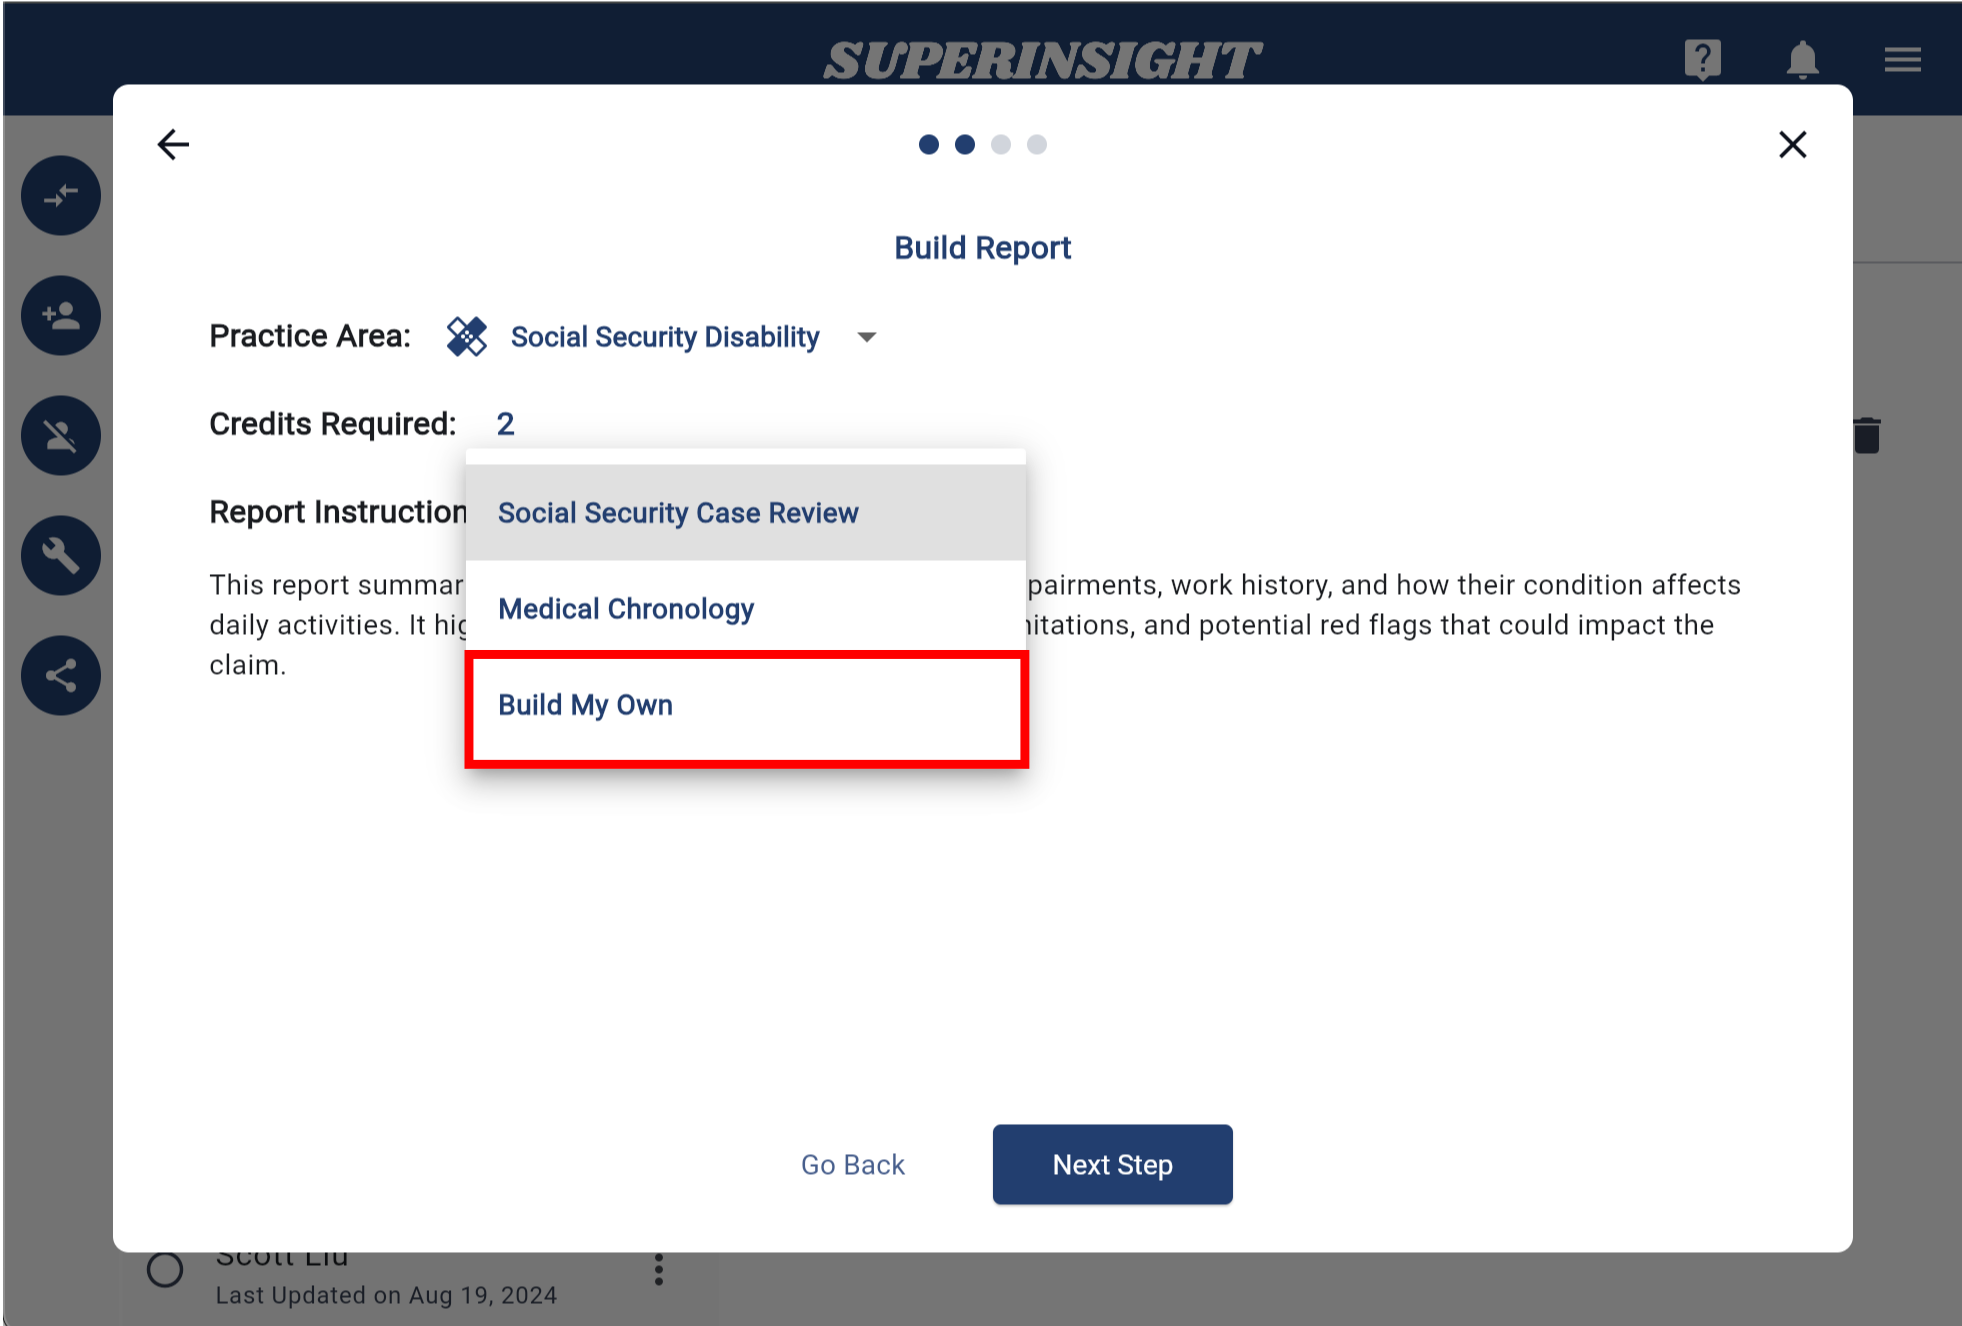 SUPERINSIGHT
Build Report
Practice Area: Social Security Disability
Credits Required: 2
Report Instruction
Social Security Case Review
This report summar
pairments, work history, and how their condition affects
Medical Chronology
daily activities. It hig
nitations, and potential red flags that could impact the
claim.
Build My Own
Go Back
Next Step
Scott Liu
Last Updated on Aug 19, 2024